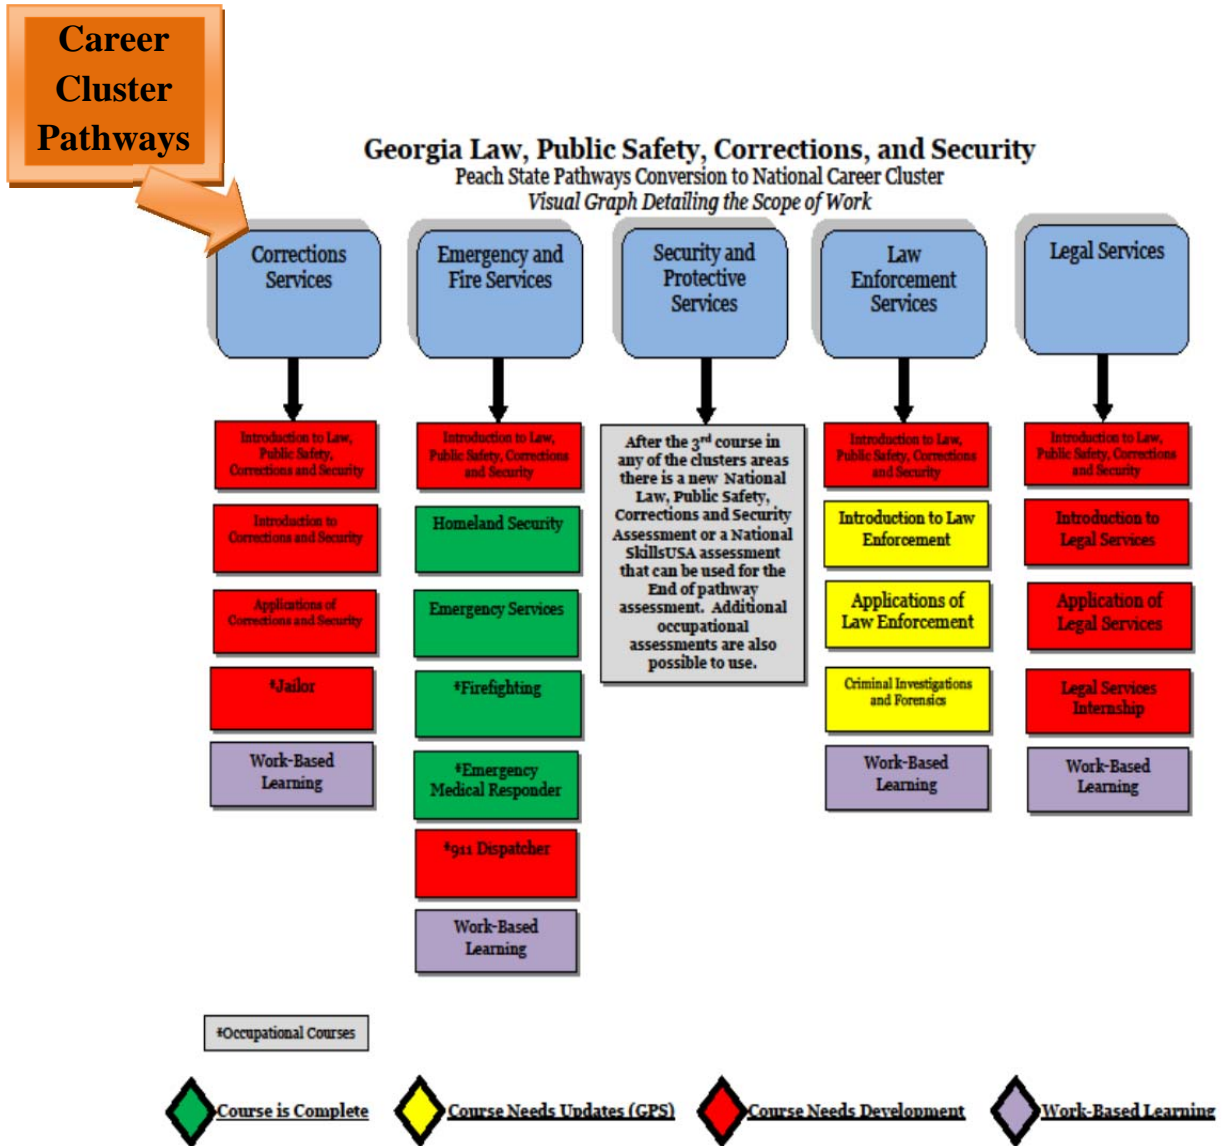 Career
Cluster
Pathways
Georgia Law, Public Safety, Corrections, and Security
Peach State Pathways Conversion to National Career Cluster
Visual Graph Detailing the Scope of Work
Corrections
Services
Emergency and
Fire Services
Security and
Protective
Services
Law
Enforcement
Services
Legal Services
Introduction to Law,
Public Safety,
Corrections and Security
Introduction to
Corrections and Security
Applications of
Corrections and Security
*Jailor
Work-Based
Learning
Introduction to Law,
Public Safety, Corrections
and Security
Homeland Security
Emergency Services
*Firefighting
*Emergency
Medical Responder
*911 Dispatcher
Work-Based
Learning
After the 3rd course in
any of the clusters areas
there is a new National
Law, Public Safety,
Corrections and Security
Assessment or a National
SkillsUSA assessment
that can be used for the
End of pathway
assessment. Additional
occupational
assessments are also
possible to use.
Introduction to Law,
Public Safety, Corrections
and Security
Introduction to Law
Enforcement
Applications of
Law Enforcement
Criminal Investigations
and Forensics
Work-Based
Learning
Introduction to Law,
Public Safety, Corrections
and Security
Introduction to
Legal Services
Application of
Legal Services
Legal Services
Internship
Work-Based
Learning
*Occupational Courses
Course is Complete
Course Needs Updates (GPS)
Course Needs Development
Work-Based Learning